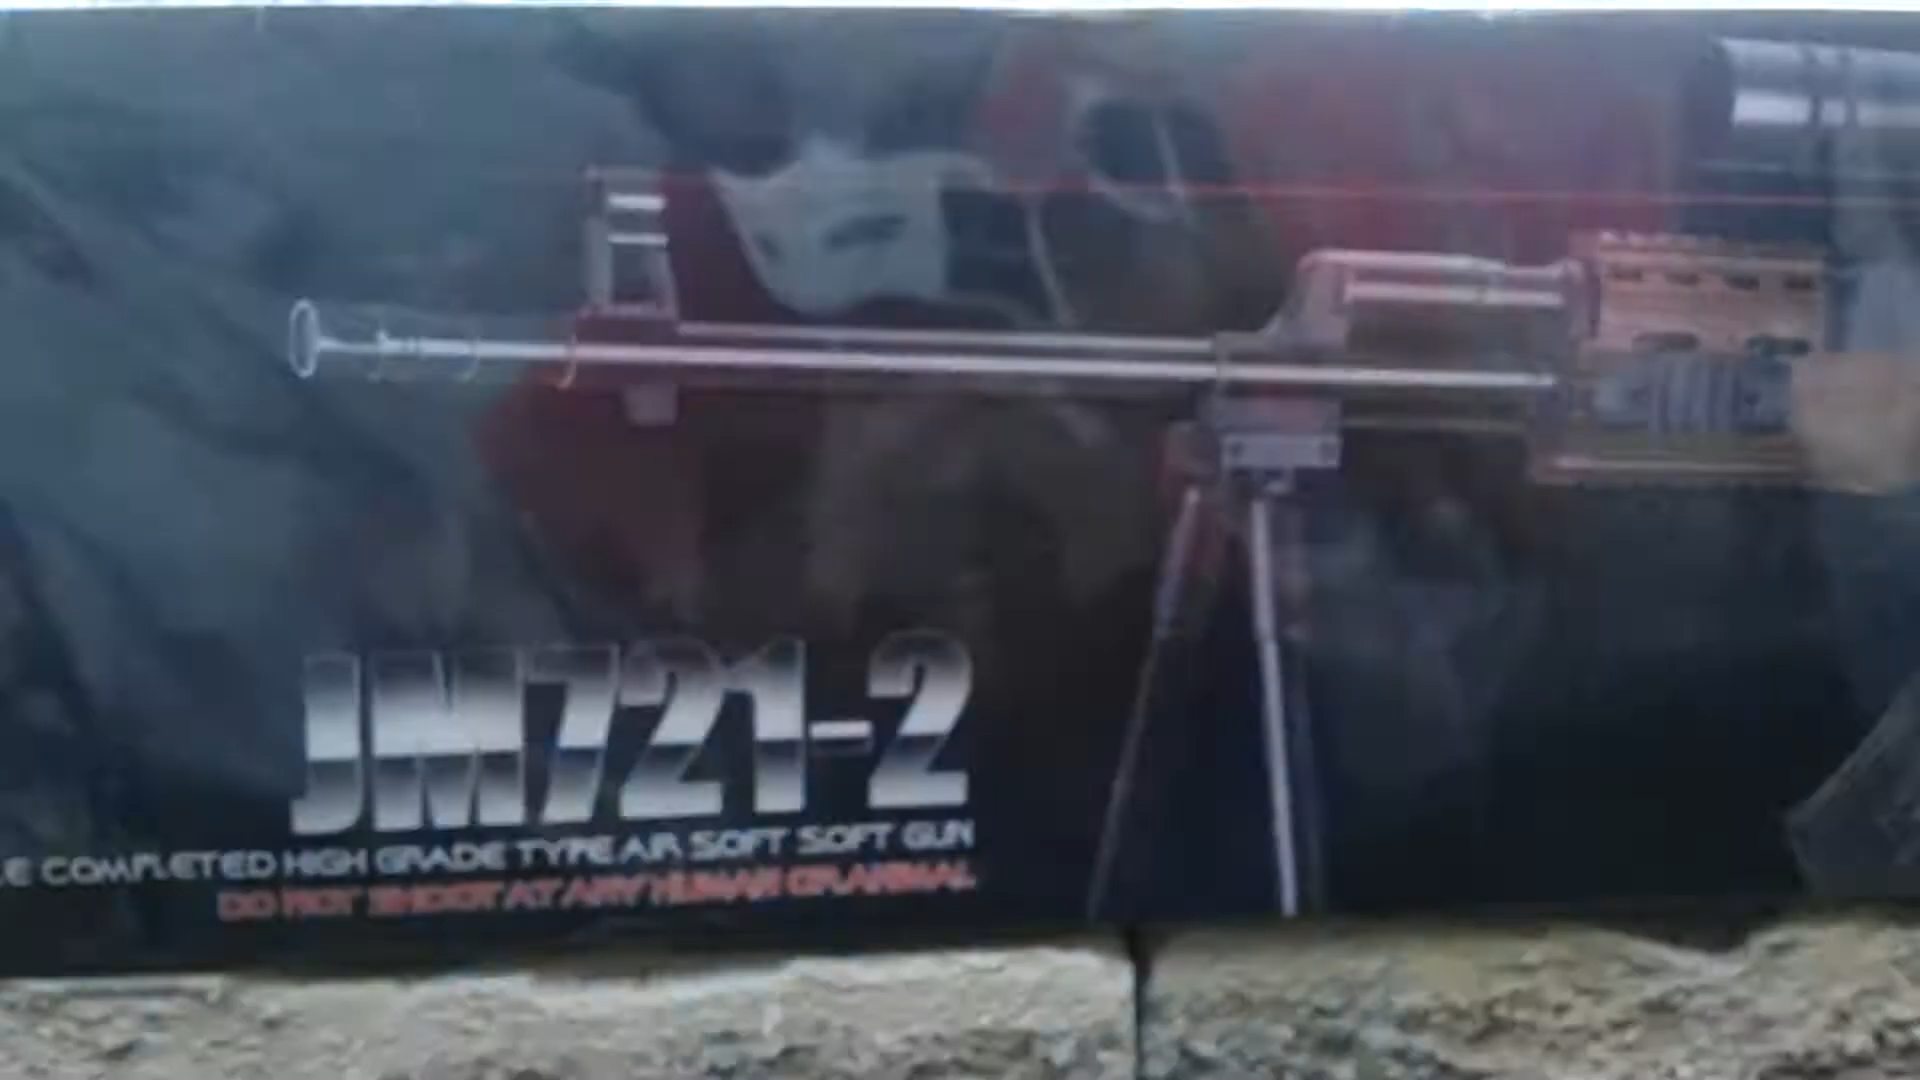 JM721-2
COMPLETED HIGH GRADE TYPE AIR SOFT SOFT GUN
DO NOT SHOOT AT ANY HUMAN OR ANIMAL